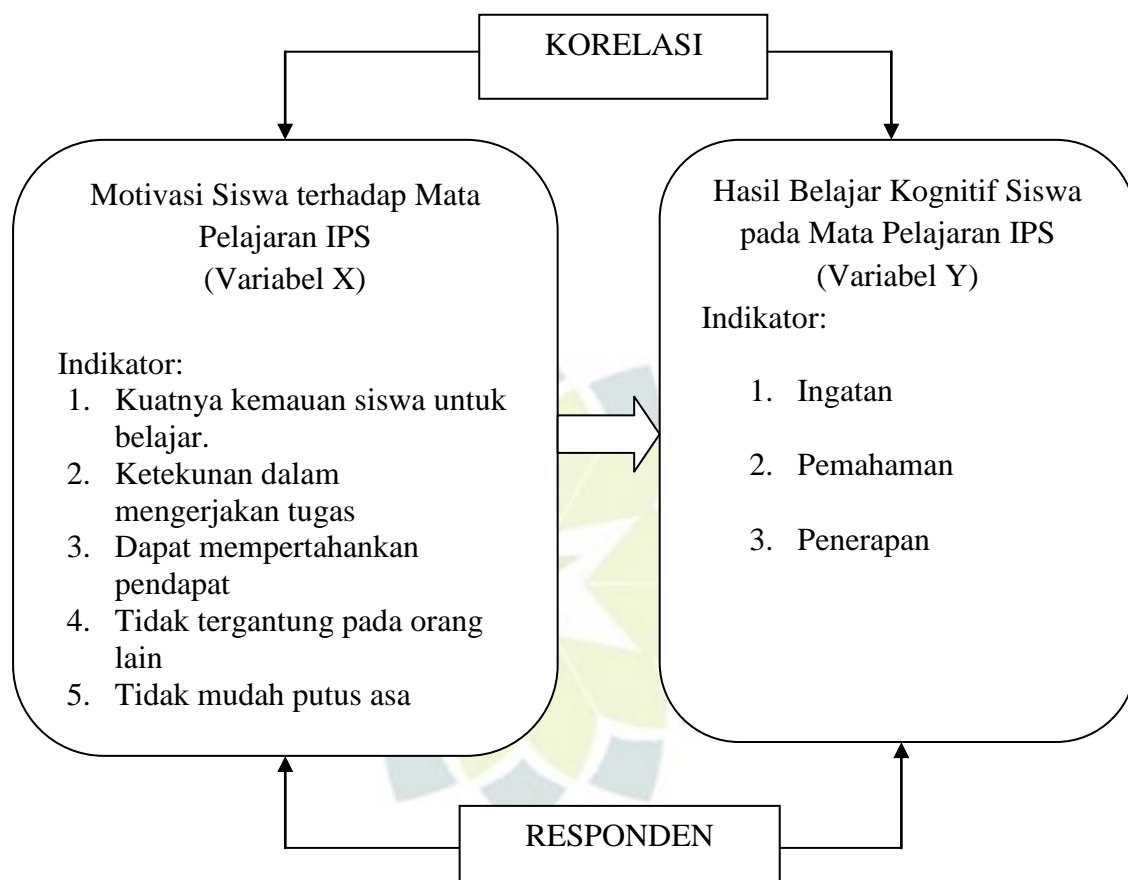 KORELASI
Motivasi Siswa terhadap Mata
Pelajaran IPS
(Variabel X)
Indikator:
1. Kuatnya kemauan siswa untuk
belajar.
2. Ketekunan dalam
mengerjakan tugas
3. Dapat mempertahankan
pendapat
4. Tidak tergantung pada orang
lain
5. Tidak mudah putus asa
Hasil Belajar Kognitif Siswa
pada Mata Pelajaran IPS
(Variabel Y)
Indikator:
1. Ingatan
2. Pemahaman
3. Penerapan
RESPONDEN